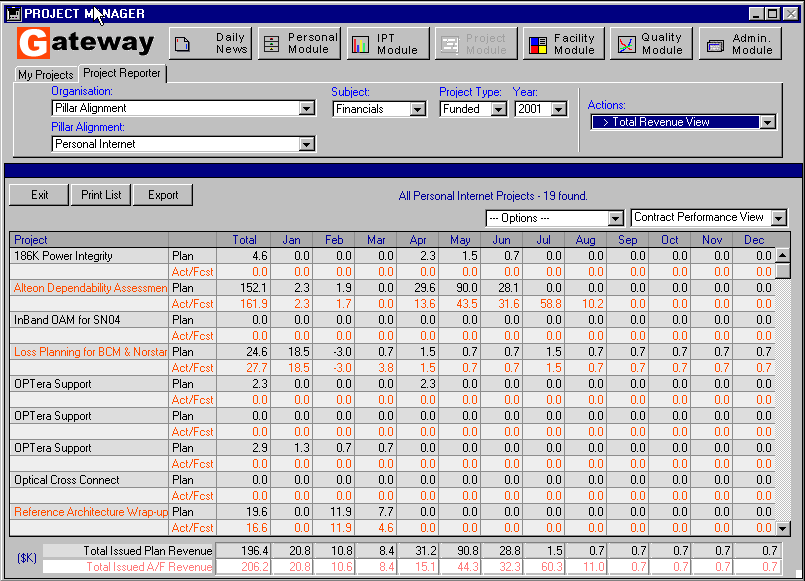 PROJECT MANAGER
Gateway
Daily News
Personal Module
IPT Module
Project Module
Facility Module
Quality Module
Admin. Module
My Projects Project Reporter
Organisation: Subject: Project Type: Year:
Pillar Alignment Financials Funded 2001
Actions:
> Total Revenue View
Pillar Alignment:
Personal Internet
Exit Print List Export All Personal Internet Projects - 19 found.
--- Options --- Contract Performance View
Project Total Jan Feb Mar Apr May Jun Jul Aug Sep Oct Nov Dec
186K Power Integrity Plan 4.6 0.0 0.0 0.0 2.3 1.5 0.7 0.0 0.0 0.0 0.0 0.0 0.0
Act/Fcst 0.0 0.0 0.0 0.0 0.0 0.0 0.0 0.0 0.0 0.0 0.0 0.0 0.0
Alteon Dependability Assessmen Plan 152.1 2.3 1.9 0.0 29.6 90.0 28.1 0.0 0.0 0.0 0.0 0.0 0.0
Act/Fcst 161.9 2.3 1.7 0.0 13.6 43.5 31.6 58.8 10.2 0.0 0.0 0.0 0.0
InBand OAM for SN04 Plan 0.0 0.0 0.0 0.0 0.0 0.0 0.0 0.0 0.0 0.0 0.0 0.0 0.0
Act/Fcst 0.0 0.0 0.0 0.0 0.0 0.0 0.0 0.0 0.0 0.0 0.0 0.0 0.0
Loss Planning for BCM & Norstar Plan 24.6 18.5 -3.0 0.7 1.5 0.7 0.7 1.5 0.7 0.7 0.7 0.7 0.7
Act/Fcst 27.7 18.5 -3.0 3.8 1.5 0.7 0.7 1.5 0.7 0.7 0.7 0.7 0.7
OPTera Support Plan 2.3 0.0 0.0 0.0 2.3 0.0 0.0 0.0 0.0 0.0 0.0 0.0 0.0
Act/Fcst 0.0 0.0 0.0 0.0 0.0 0.0 0.0 0.0 0.0 0.0 0.0 0.0 0.0
OPTera Support Plan 0.0 0.0 0.0 0.0 0.0 0.0 0.0 0.0 0.0 0.0 0.0 0.0 0.0
Act/Fcst 0.0 0.0 0.0 0.0 0.0 0.0 0.0 0.0 0.0 0.0 0.0 0.0 0.0
OPTera Support Plan 2.9 1.3 0.7 0.7 0.0 0.0 0.0 0.0 0.0 0.0 0.0 0.0 0.0
Act/Fcst 0.0 0.0 0.0 0.0 0.0 0.0 0.0 0.0 0.0 0.0 0.0 0.0 0.0
Optical Cross Connect Plan 0.0 0.0 0.0 0.0 0.0 0.0 0.0 0.0 0.0 0.0 0.0 0.0 0.0
Act/Fcst 0.0 0.0 0.0 0.0 0.0 0.0 0.0 0.0 0.0 0.0 0.0 0.0 0.0
Reference Architecture Wrap-up Plan 19.6 0.0 11.9 7.7 0.0 0.0 0.0 0.0 0.0 0.0 0.0 0.0 0.0
Act/Fcst 16.6 0.0 11.9 4.6 0.0 0.0 0.0 0.0 0.0 0.0 0.0 0.0 0.0
($K) Total Issued Plan Revenue 196.4 20.8 10.8 8.4 31.2 90.8 28.8 1.5 0.7 0.7 0.7 0.7 0.7
Total Issued A/F Revenue 206.2 20.8 10.6 8.4 15.1 44.3 32.3 60.3 11.0 0.7 0.7 0.7 0.7